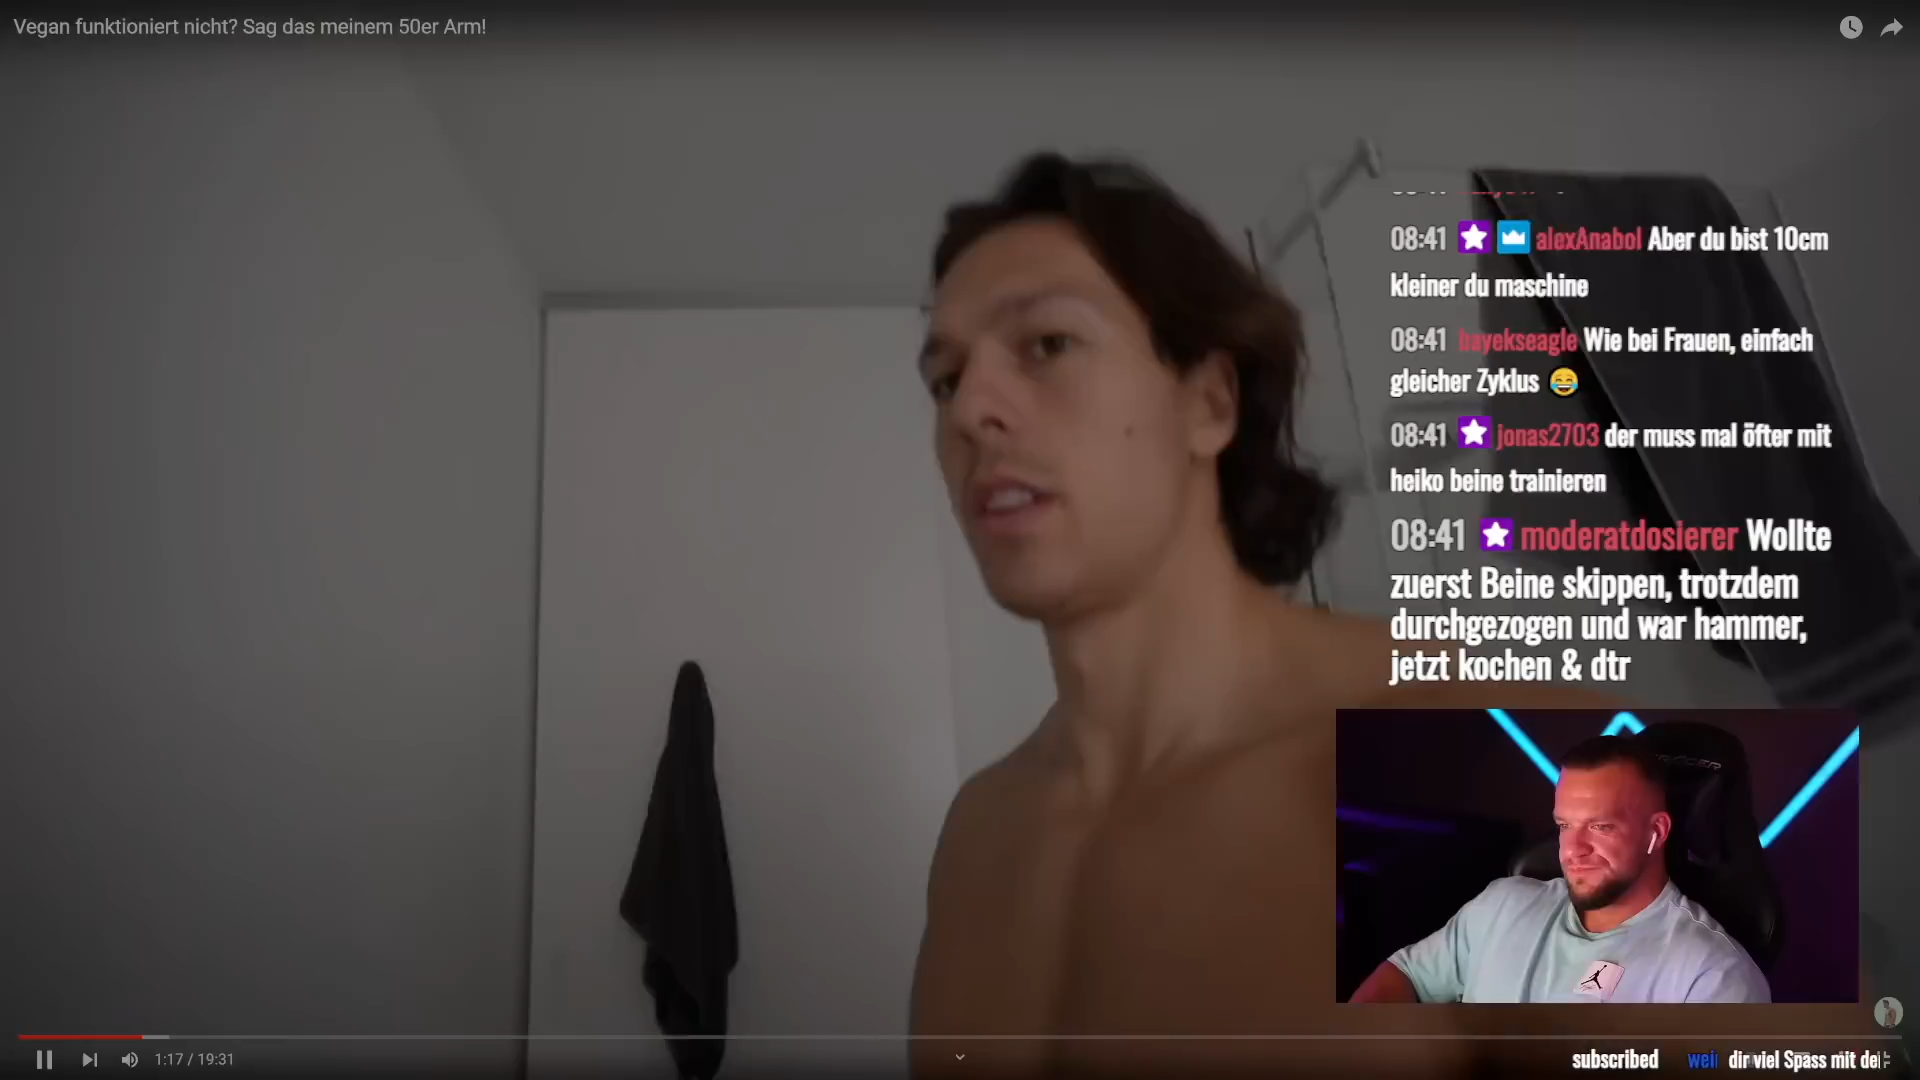 Vegan funktioniert nicht? Sag das meinem 50er Arm!
08:41 alexAnabol Aber du bist 10cm
kleiner du maschine
08:41 hayekseagle Wie bei Frauen, einfach
gleicher Zyklus 😂
08:41 jonas2703 der muss mal öfter mit
heiko beine trainieren
08:41 moderatdosierer Wollte
zuerst Beine skippen, trotzdem
durchgezogen und war hammer,
jetzt kochen & dtr
1:17 / 19:31
subscribed dir viel Spass mit de